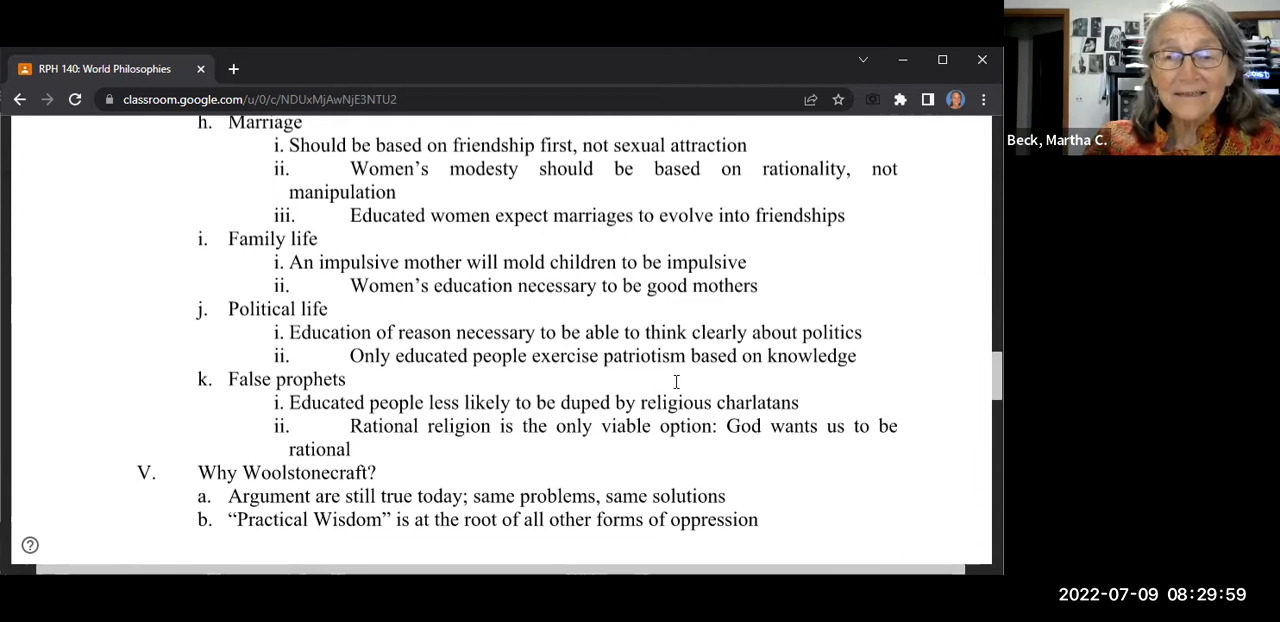 RPH 140: World Philosophies
classroom.google.com/u/0/c/NDUxMjAwNjE3NTU2
Beck, Martha C.
h. Marriage
i. Should be based on friendship first, not sexual attraction
ii. Women's modesty should be based on rationality, not
manipulation
iii. Educated women expect marriages to evolve into friendships
i. Family life
i. An impulsive mother will mold children to be impulsive
ii. Women's education necessary to be good mothers
j. Political life
i. Education of reason necessary to be able to think clearly about politics
ii. Only educated people exercise patriotism based on knowledge
k. False prophets
i. Educated people less likely to be duped by religious charlatans
ii. Rational religion is the only viable option: God wants us to be
rational
V. Why Woolstonecraft?
a. Argument are still true today; same problems, same solutions
b. “Practical Wisdom” is at the root of all other forms of oppression
2022-07-09 08:29:59